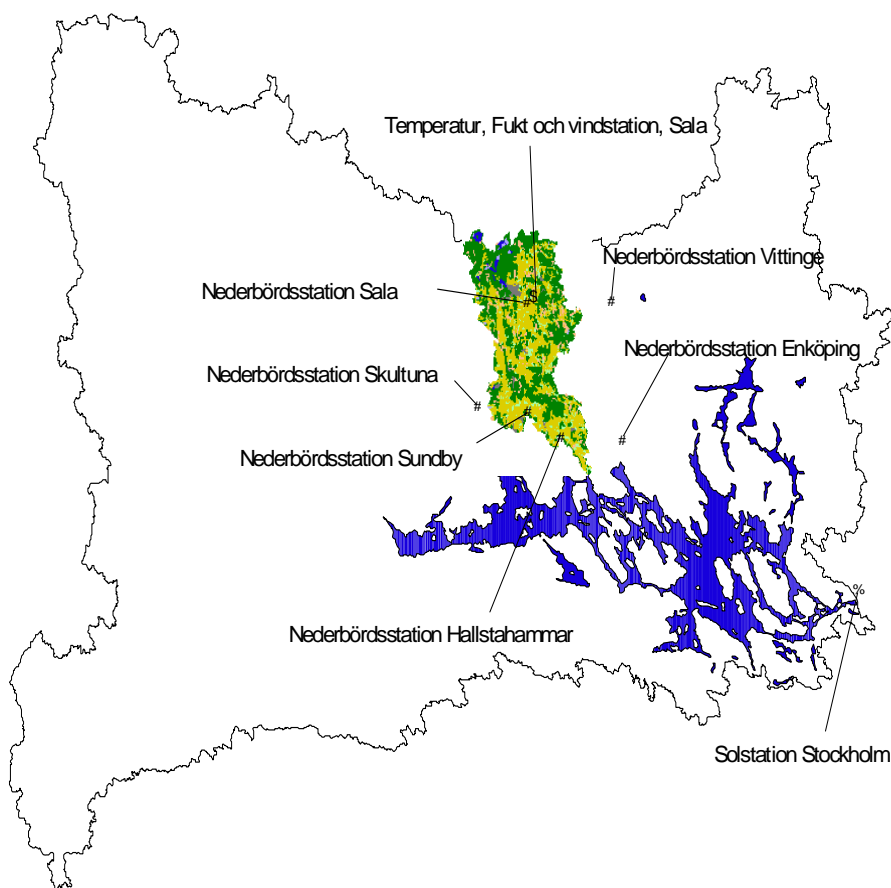 Temperatur, Fukt och vindstation, Sala
Nederbördsstation Vittinge
Nederbördsstation Sala
# $
#
Nederbördsstation Enköping
Nederbördsstation Skultuna
#
#
#
#
Nederbördsstation Sundby
%
Nederbördsstation Hallstahammar
Solstation Stockholm